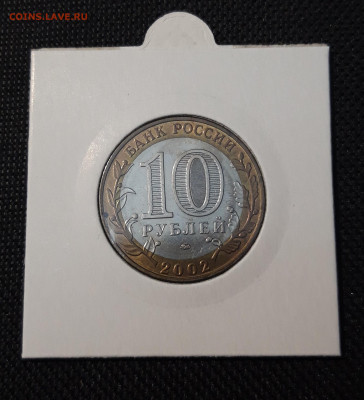 COINS.LAVE.RU
БАНК РОССИИ
10
РУБЛЕЙ
2002